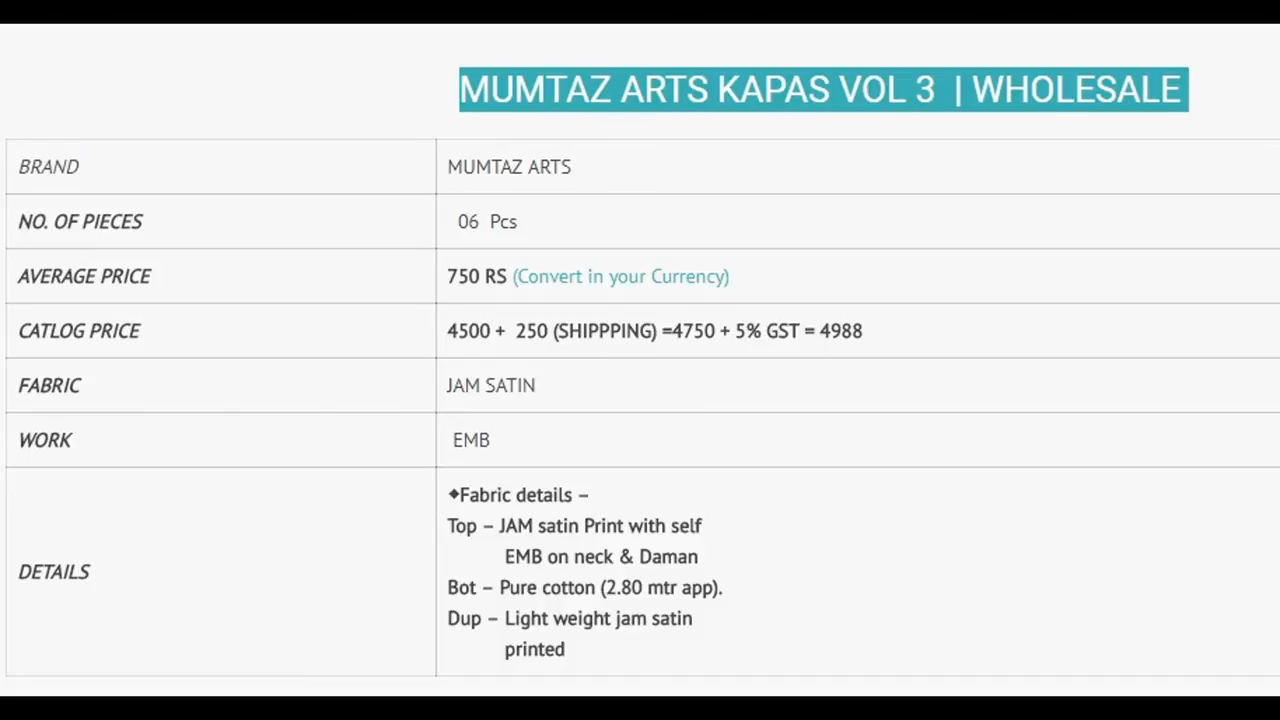 MUMTAZ ARTS KAPAS VOL 3 | WHOLESALE
BRAND MUMTAZ ARTS
NO. OF PIECES 06 Pcs
AVERAGE PRICE 750 RS (Convert in your Currency)
CATLOG PRICE 4500 + 250 (SHIPPPING) =4750 + 5% GST = 4988
FABRIC JAM SATIN
WORK EMB
DETAILS
◆Fabric details –
Top – JAM satin Print with self
EMB on neck & Daman
Bot – Pure cotton (2.80 mtr app).
Dup – Light weight jam satin
printed